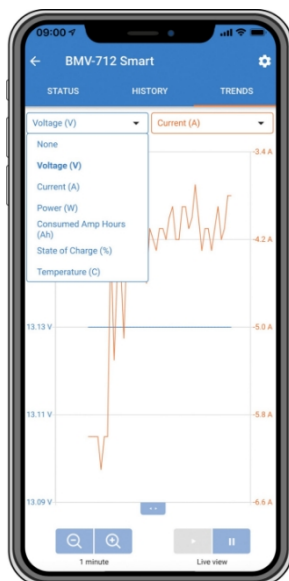 09:00
BMV-712 Smart
STATUS HISTORY TRENDS
Voltage (V) Current (A)
None
Voltage (V)
Current (A)
Power (W)
Consumed Amp Hours
(Ah)
State of Charge (%)
Temperature (C)
-3.4 A
-4.2 A
13.13 V -5.0 A
13.11 V -5.8 A
13.09 V -6.6 A
1 minute Live view